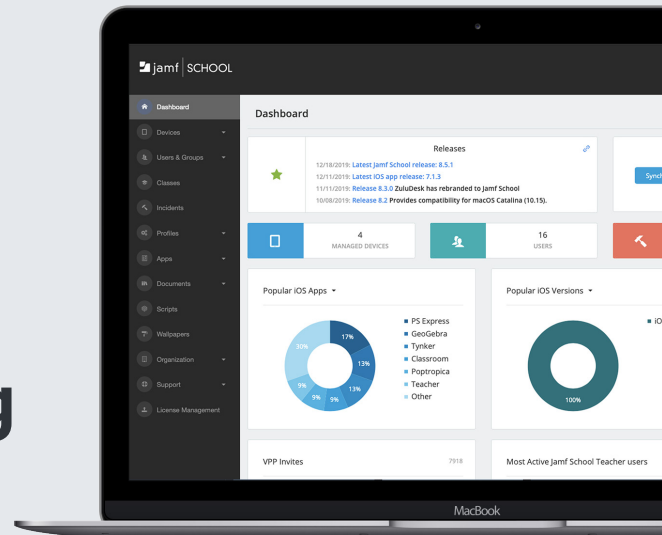 jamf SCHOOL
Dashboard
Devices
Users & Groups
Classes
Incidents
Profiles
Apps
Documents
Scripts
Wallpapers
Organization
Support
License Management
Dashboard
Releases
12/18/2019: Latest Jamf School release: 8.5.1
12/11/2019: Latest iOS app release: 7.1.3
11/11/2019: Release 8.3.0 ZuluDesk has rebranded to Jamf School
10/08/2019: Release 8.2 Provides compatibility for macOS Catalina (10.15).
Synch
4
MANAGED DEVICES
16
USERS
Popular iOS Apps
17%
13%
13%
9%
9%
9%
30%
PS Express
GeoGebra
Tynker
Classroom
Poptropica
Teacher
Other
Popular iOS Versions
iO
100%
VPP Invites
7918
Most Active Jamf School Teacher users
g
MacBook